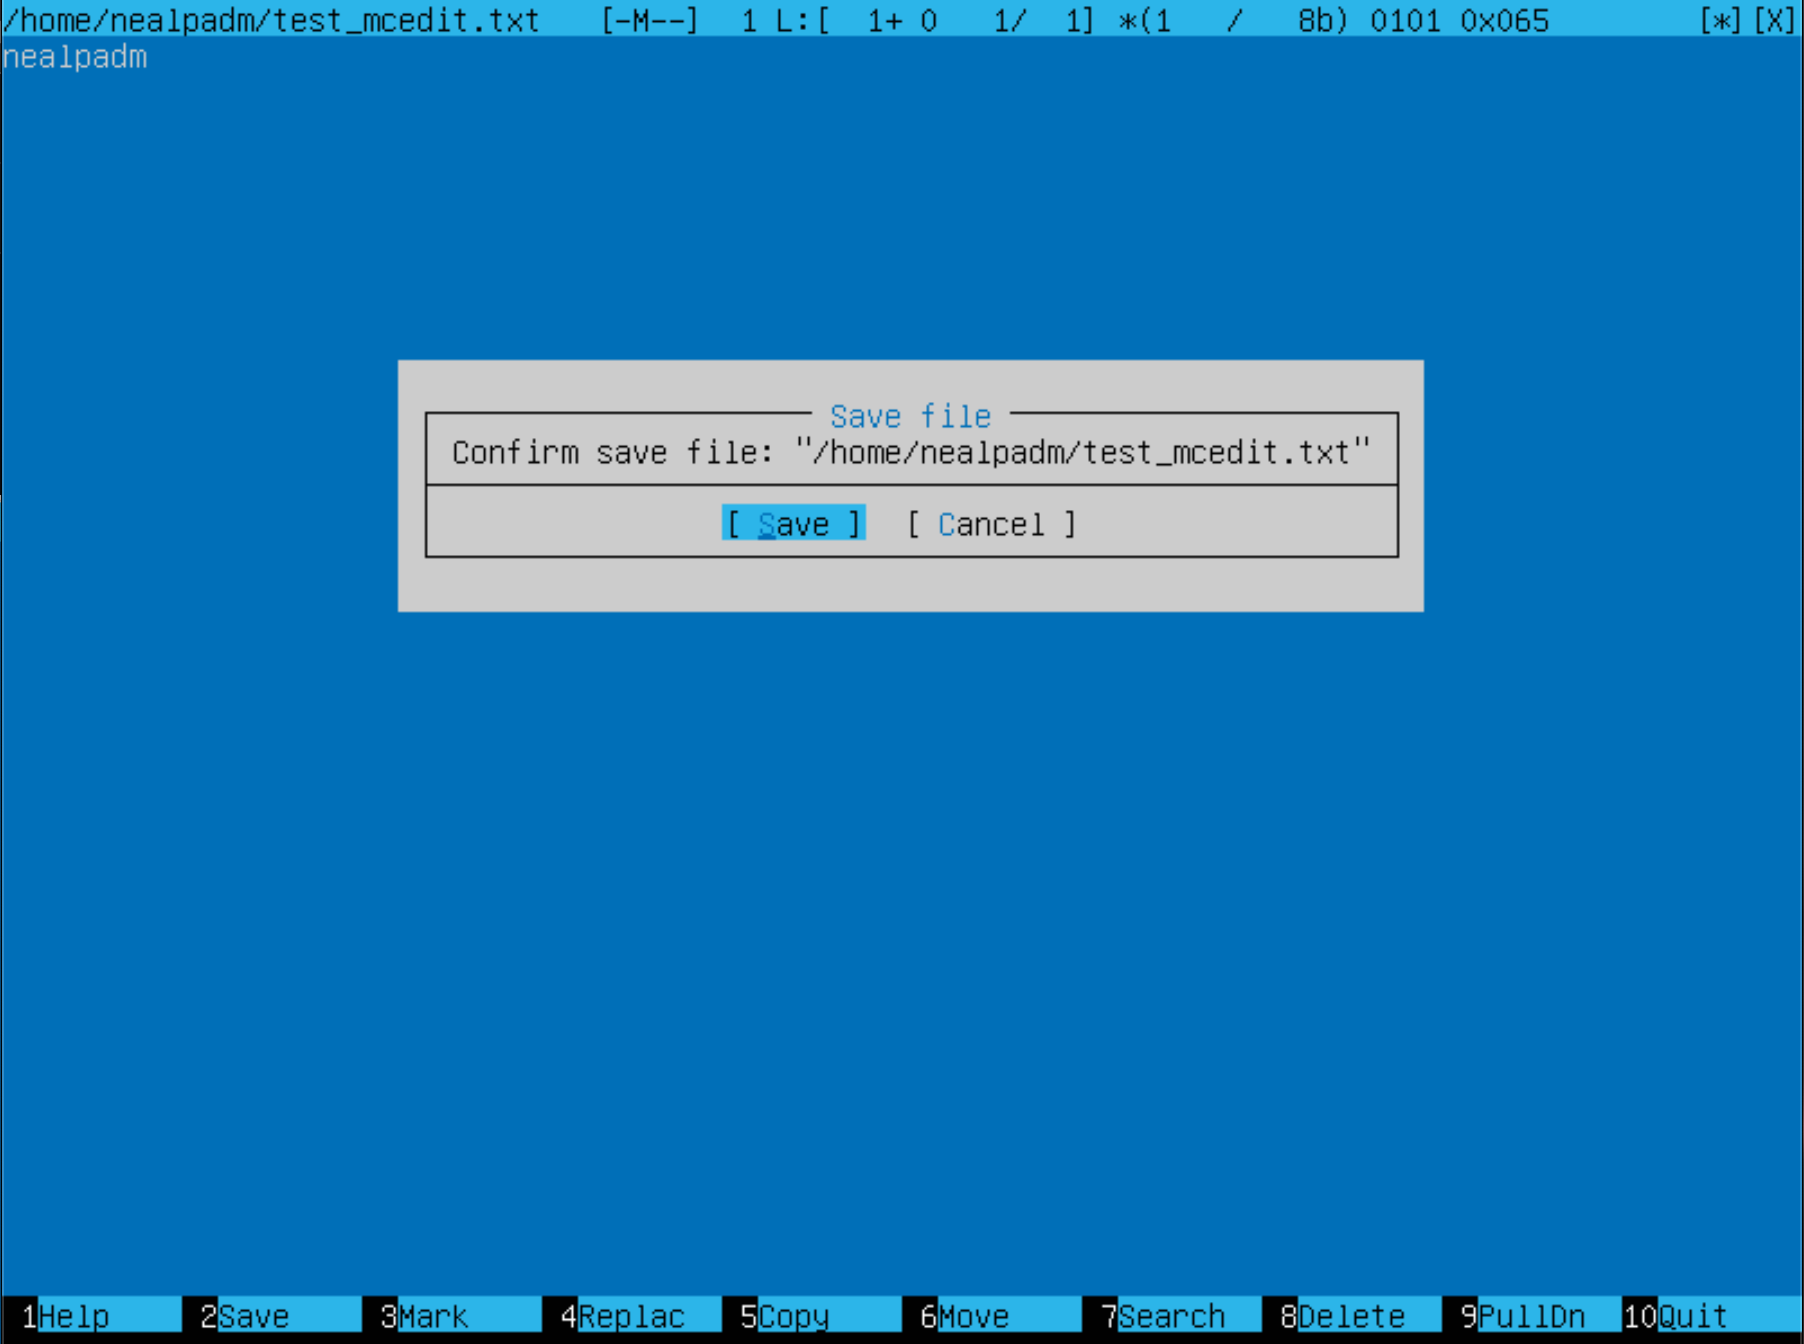 /home/nealpadm/test_mcedit.txt [-M--] 1 L:[ 1+ 0 1/ 1] *(1 / 8b) 0101 0x065 [*][X]
nealpadm
Save file
Confirm save file: "/home/nealpadm/test_mcedit.txt"
[ Save ] [ Cancel ]
1Help 2Save 3Mark 4Replac 5Copy 6Move 7Search 8Delete 9PullDn 10Quit